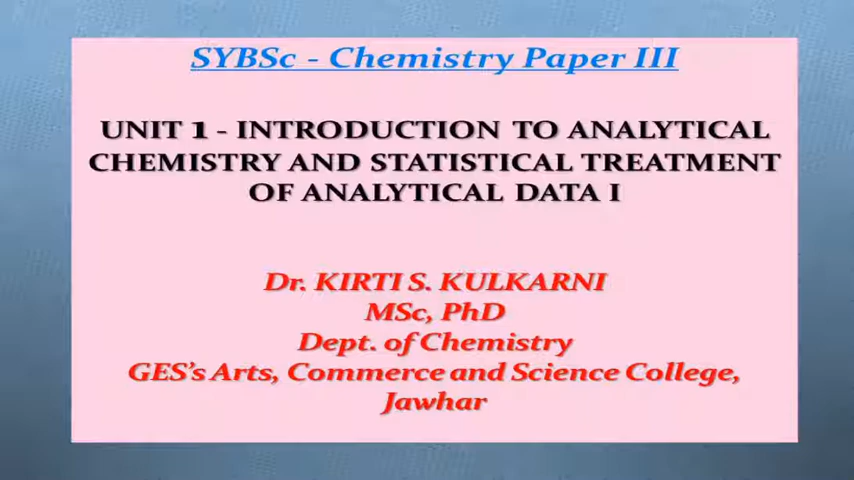 SYBSc - Chemistry Paper III
UNIT 1 - INTRODUCTION TO ANALYTICAL
CHEMISTRY AND STATISTICAL TREATMENT
OF ANALYTICAL DATA I
Dr. KIRTI S. KULKARNI
MSc, PhD
Dept. of Chemistry
GES's Arts, Commerce and Science College,
Jawhar